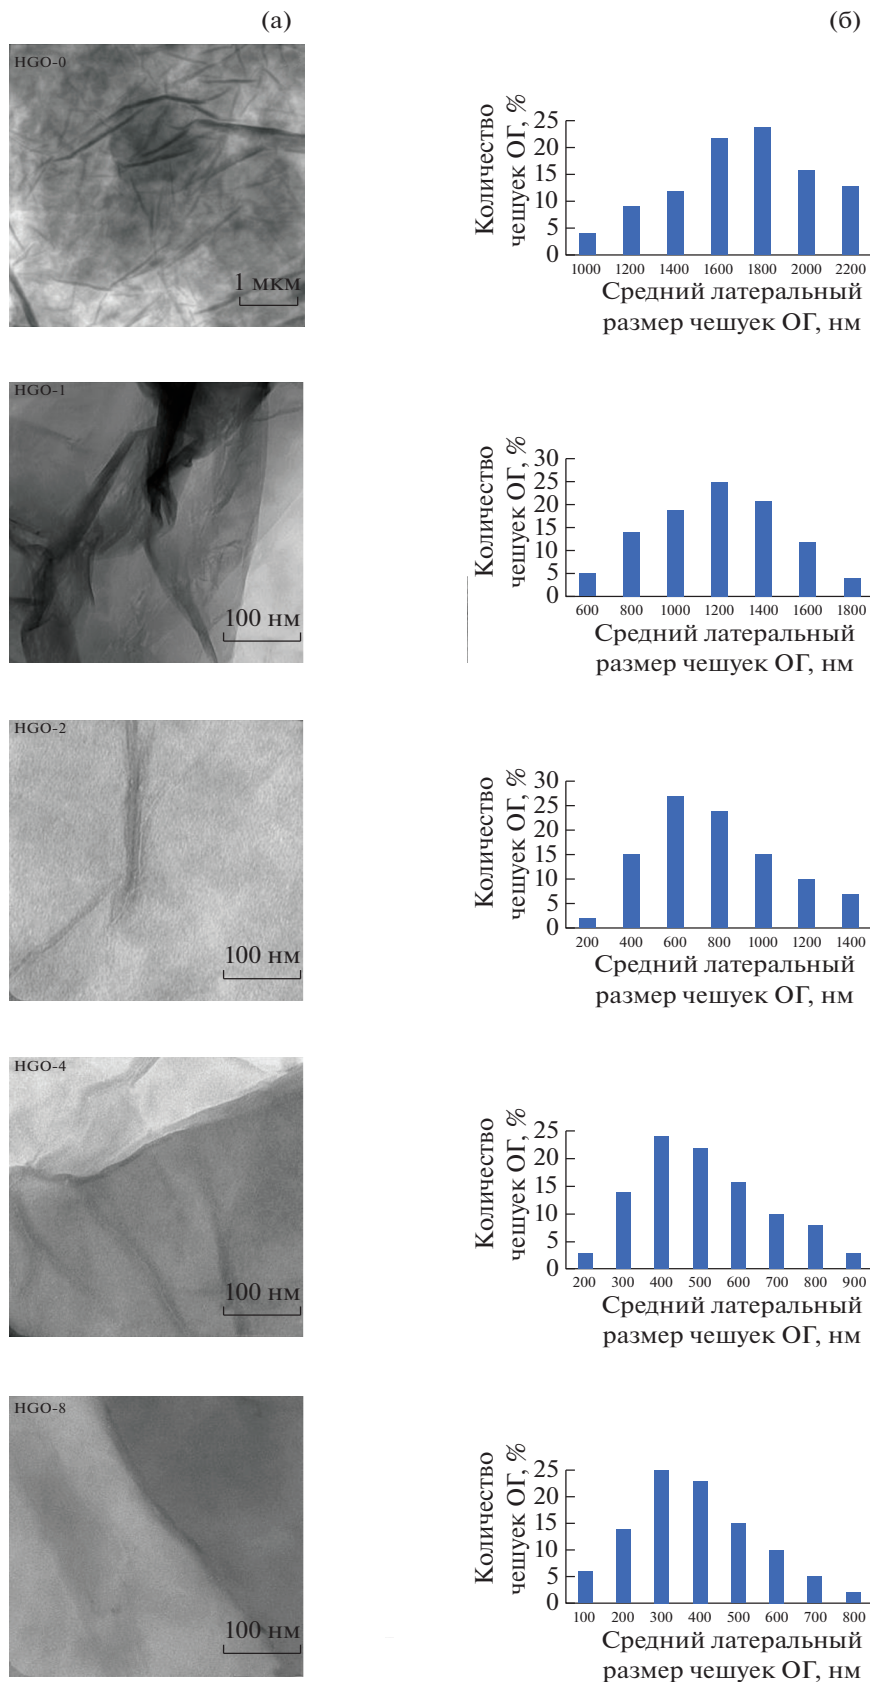 (а)
(б)
HGO-0
1 мкм
Количество
чешуек ОГ, %
25
20
15
10
5
0
1000 1200 1400 1600 1800 2000 2200
Средний латеральный
размер чешуек ОГ, нм
HGO-1
100 нм
Количество
чешуек ОГ, %
30
25
20
15
10
5
0
600 800 1000 1200 1400 1600 1800
Средний латеральный
размер чешуек ОГ, нм
HGO-2
100 нм
Количество
чешуек ОГ, %
30
25
20
15
10
5
0
200 400 600 800 1000 1200 1400
Средний латеральный
размер чешуек ОГ, нм
HGO-4
100 нм
Количество
чешуек ОГ, %
25
20
15
10
5
0
200 300 400 500 600 700 800 900
Средний латеральный
размер чешуек ОГ, нм
HGO-8
100 нм
Количество
чешуек ОГ, %
25
20
15
10
5
0
100 200 300 400 500 600 700 800
Средний латеральный
размер чешуек ОГ, нм